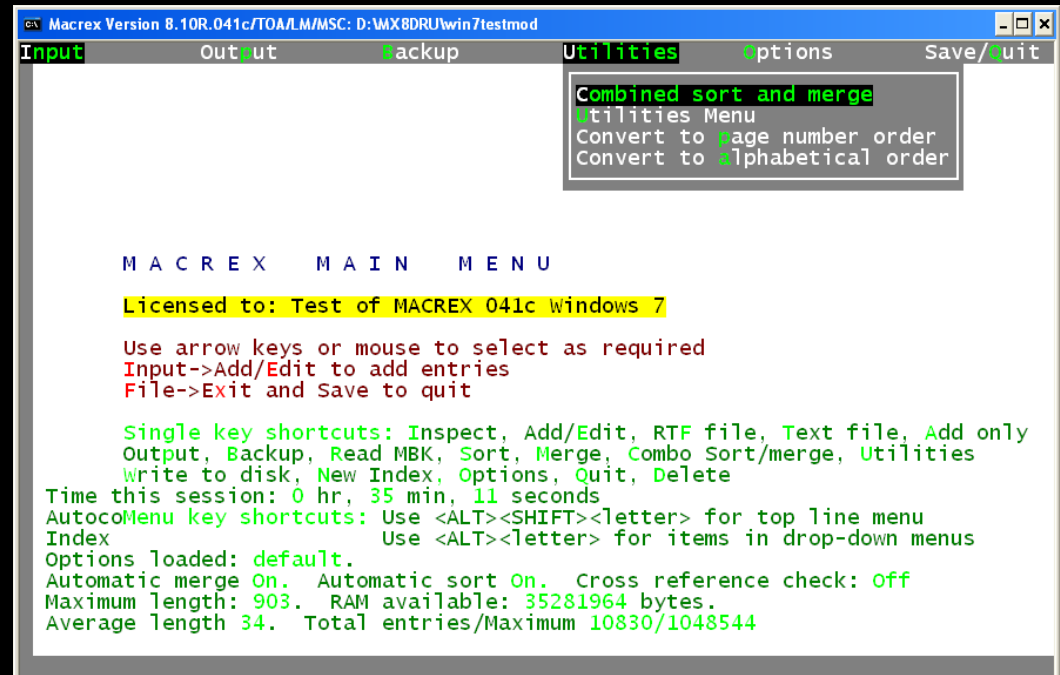 Macrex Version 8.10R.041c/TOA/LM/MSC: D:\MX8DRU\win7testmod
Input Output Backup Utilities Options Save/Quit
Combined sort and merge
Utilities Menu
Convert to page number order
Convert to alphabetical order
M A C R E X M A I N M E N U
Licensed to: Test of MACREX 041c Windows 7
Use arrow keys or mouse to select as required
Input->Add/Edit to add entries
File->Exit and Save to quit
Single key shortcuts: Inspect, Add/Edit, RTF file, Text file, Add only
Output, Backup, Read MBK, Sort, Merge, Combo Sort/merge, Utilities
Write to disk, New Index, Options, Quit, Delete
Time this session: 0 hr, 35 min, 11 seconds
AutocoMenu key shortcuts: Use <ALT><SHIFT><letter> for top line menu
Index Use <ALT><letter> for items in drop-down menus
Options loaded: default.
Automatic merge On. Automatic sort On. Cross reference check: Off
Maximum length: 903. RAM available: 35281964 bytes.
Average length 34. Total entries/Maximum 10830/1048544